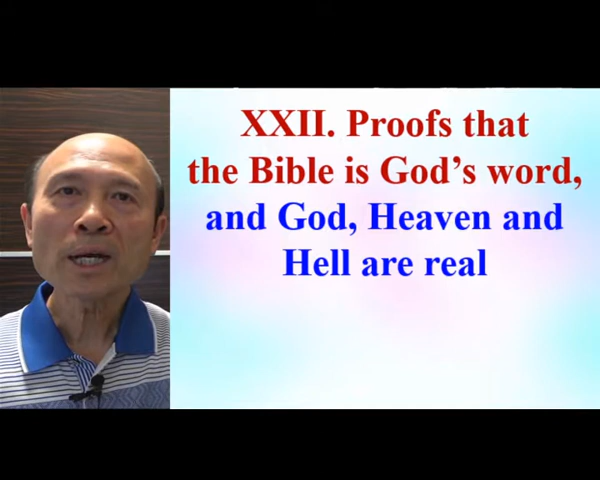 XXII. Proofs that
the Bible is God’s word,
and God, Heaven and
Hell are real